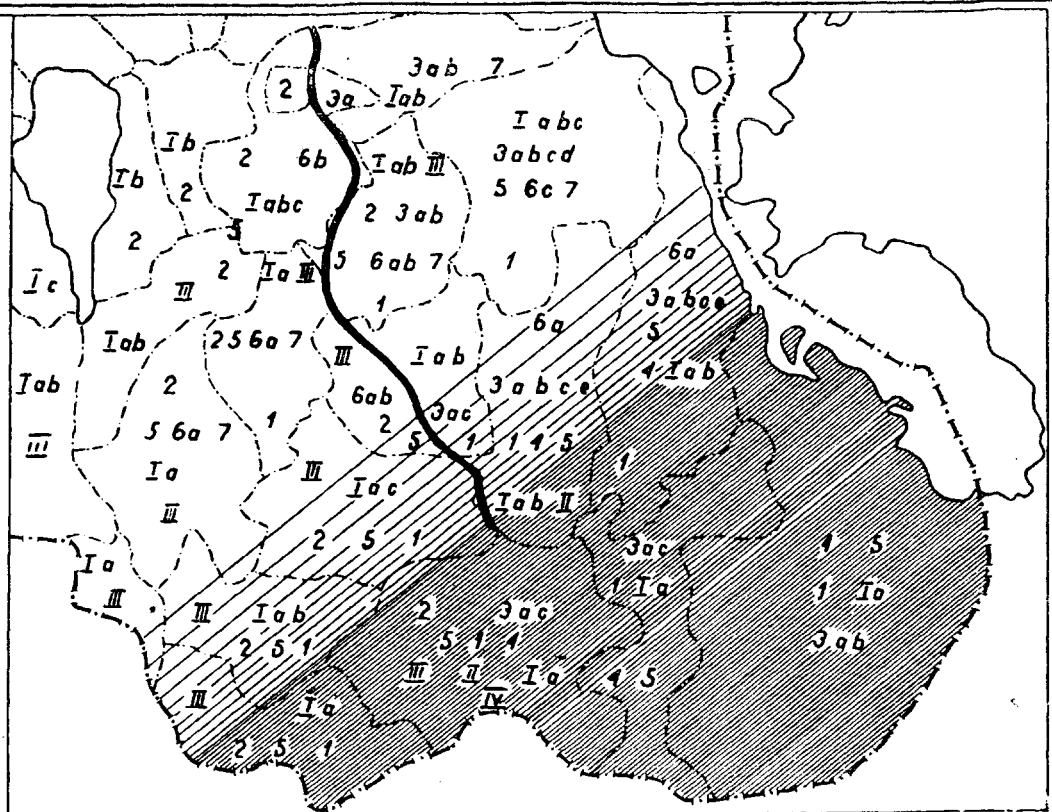 3ab 7
2
3a
Iab
Iabc
3abcd
5 6c 7
Ib
2
2 6b
Iab III
Ib
Iabc
2 3ab
2
5
5 6ab 7
1
6a
2
Ia III
III
Ic
1
3abce
6a
5
Iab
2 5 6a 7
III
Iab
4 Iab
Iab
2
6ab
3abce
III
5 6a 7
1
2
3ac
5
1
1 4 5
Ia
III
III
Iac
1
Iab II
2 5 1
3ac
4 5
Ia
III
1 Ia
1 Ia
III
Iab
2
3ac
3ab
2 5 1
5 1 4
III
II
Ia
4 5
III
Ia
IV
2 5 1